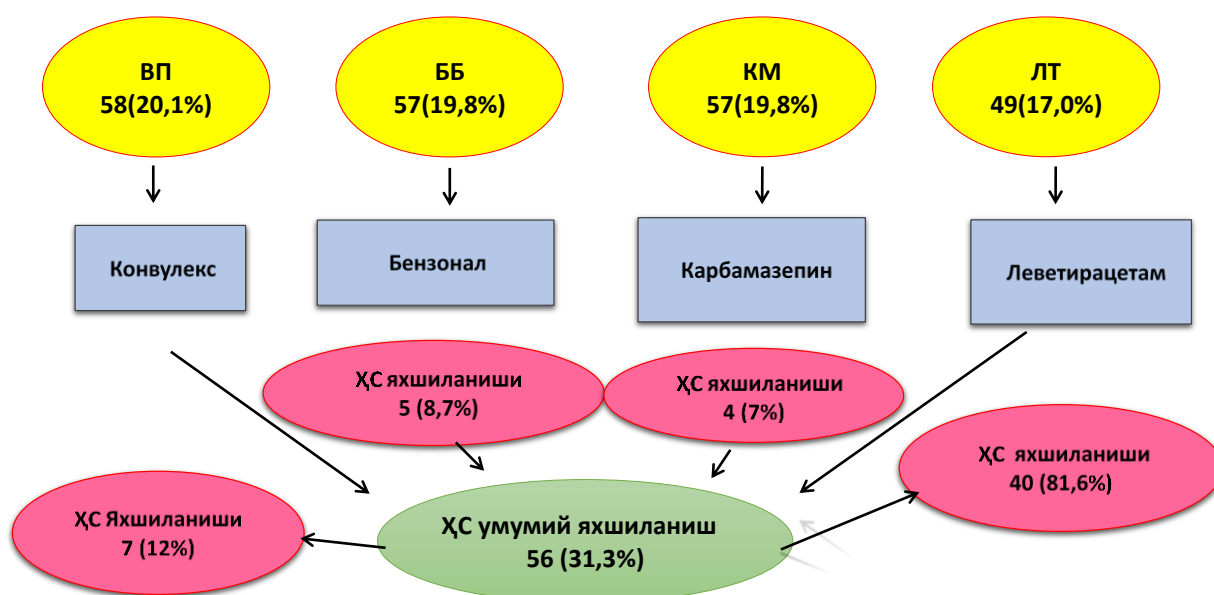 ВП
58(20,1%)
ББ
57(19,8%)
КМ
57(19,8%)
ЛТ
49(17,0%)
Конвулекс
Бензонал
Карбамазепин
Леветирацетам
ҲС яхшиланиши
5 (8,7%)
ҲС яхшиланиши
4 (7%)
ҲС яхшиланиши
40 (81,6%)
ҲС Яхшиланиши
7 (12%)
ҲС умумий яхшиланиш
56 (31,3%)